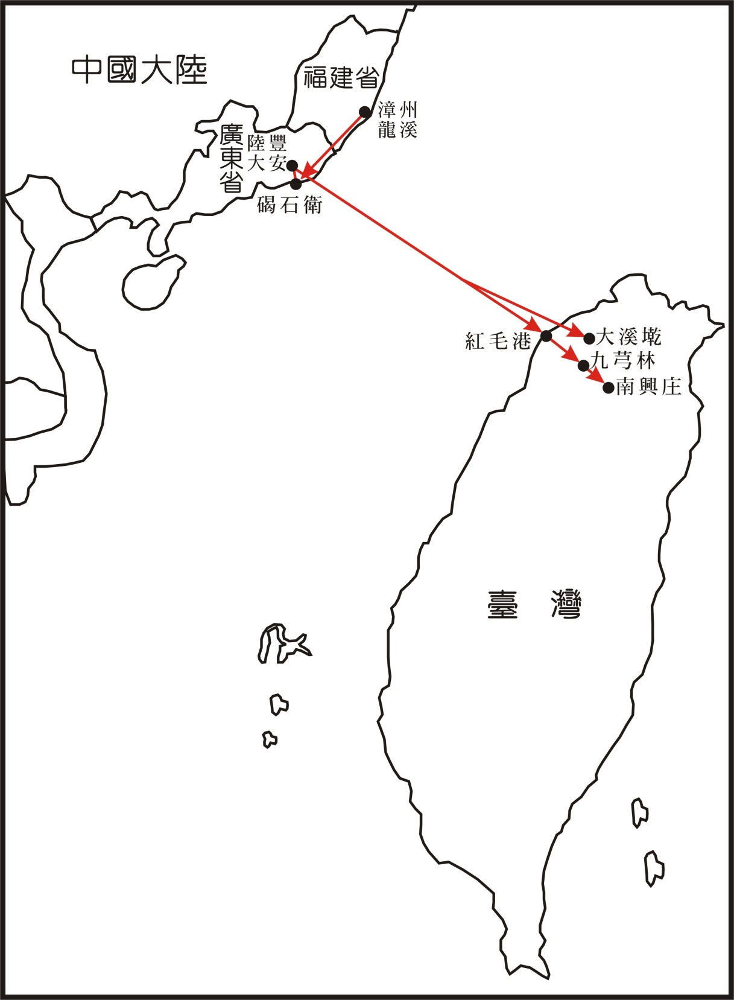 中國大陸
福建省
漳州
龍溪
廣東省
陸豐
大安
碣石衛
紅毛港
大溪墘
九芎林
南興庄
臺灣